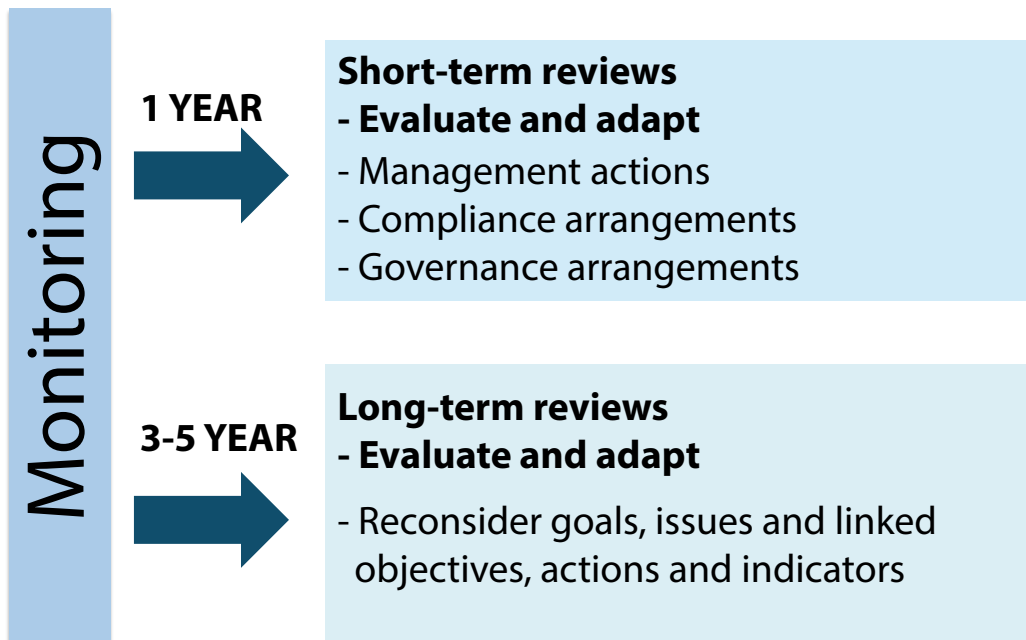 Monitoring
1 YEAR
Short-term reviews
- Evaluate and adapt
- Management actions
- Compliance arrangements
- Governance arrangements
3-5 YEAR
Long-term reviews
- Evaluate and adapt
- Reconsider goals, issues and linked
objectives, actions and indicators